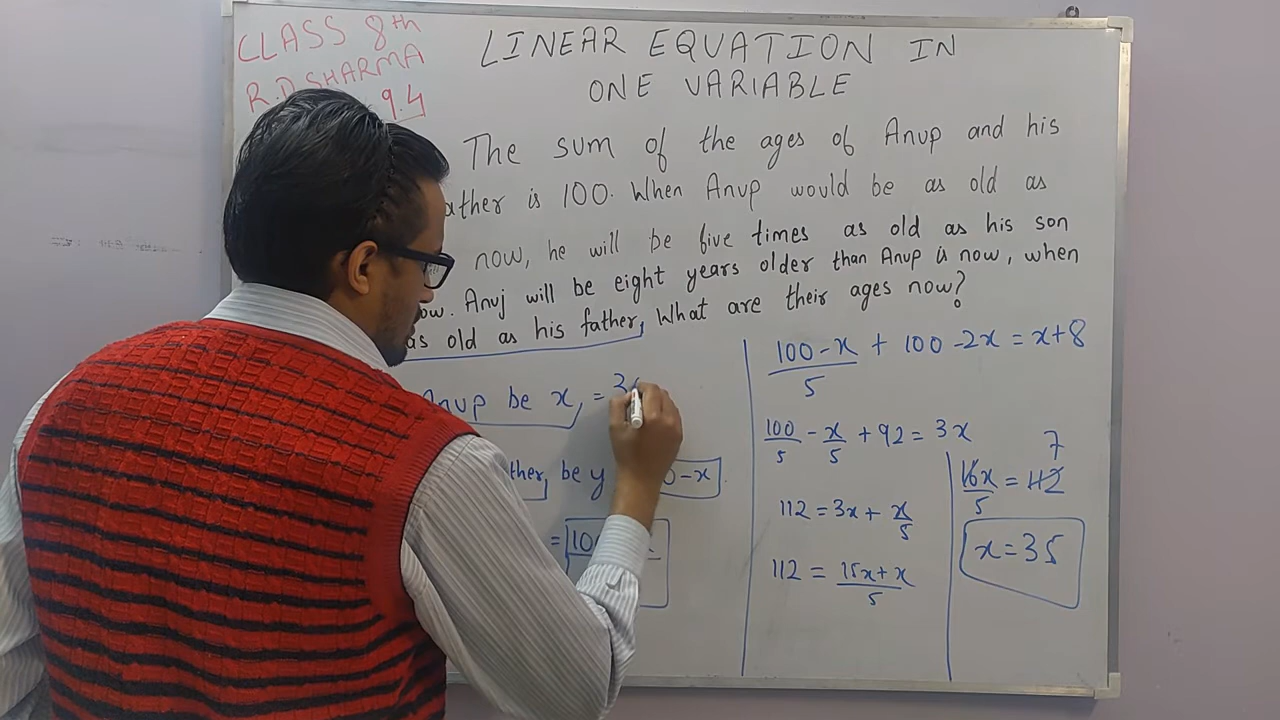 CLASS 8th
R.D SHARMA
9.4
LINEAR EQUATION IN
ONE VARIABLE
The sum of the ages of Anup and his
ather is 100. When Anup would be as old as
now, he will be five times as old as his son
ow. Anuj will be eight years older than Anup is now, when
as old as his father, What are their ages now?
Anup be x, = 3
ther, be y 0-x
= 10
100-x/5 + 100-2x = x+8
100/5 - x/5 + 92 = 3x
112 = 3x + x/5
112 = 15x+x/5
7
16x/5 = 112
x = 35